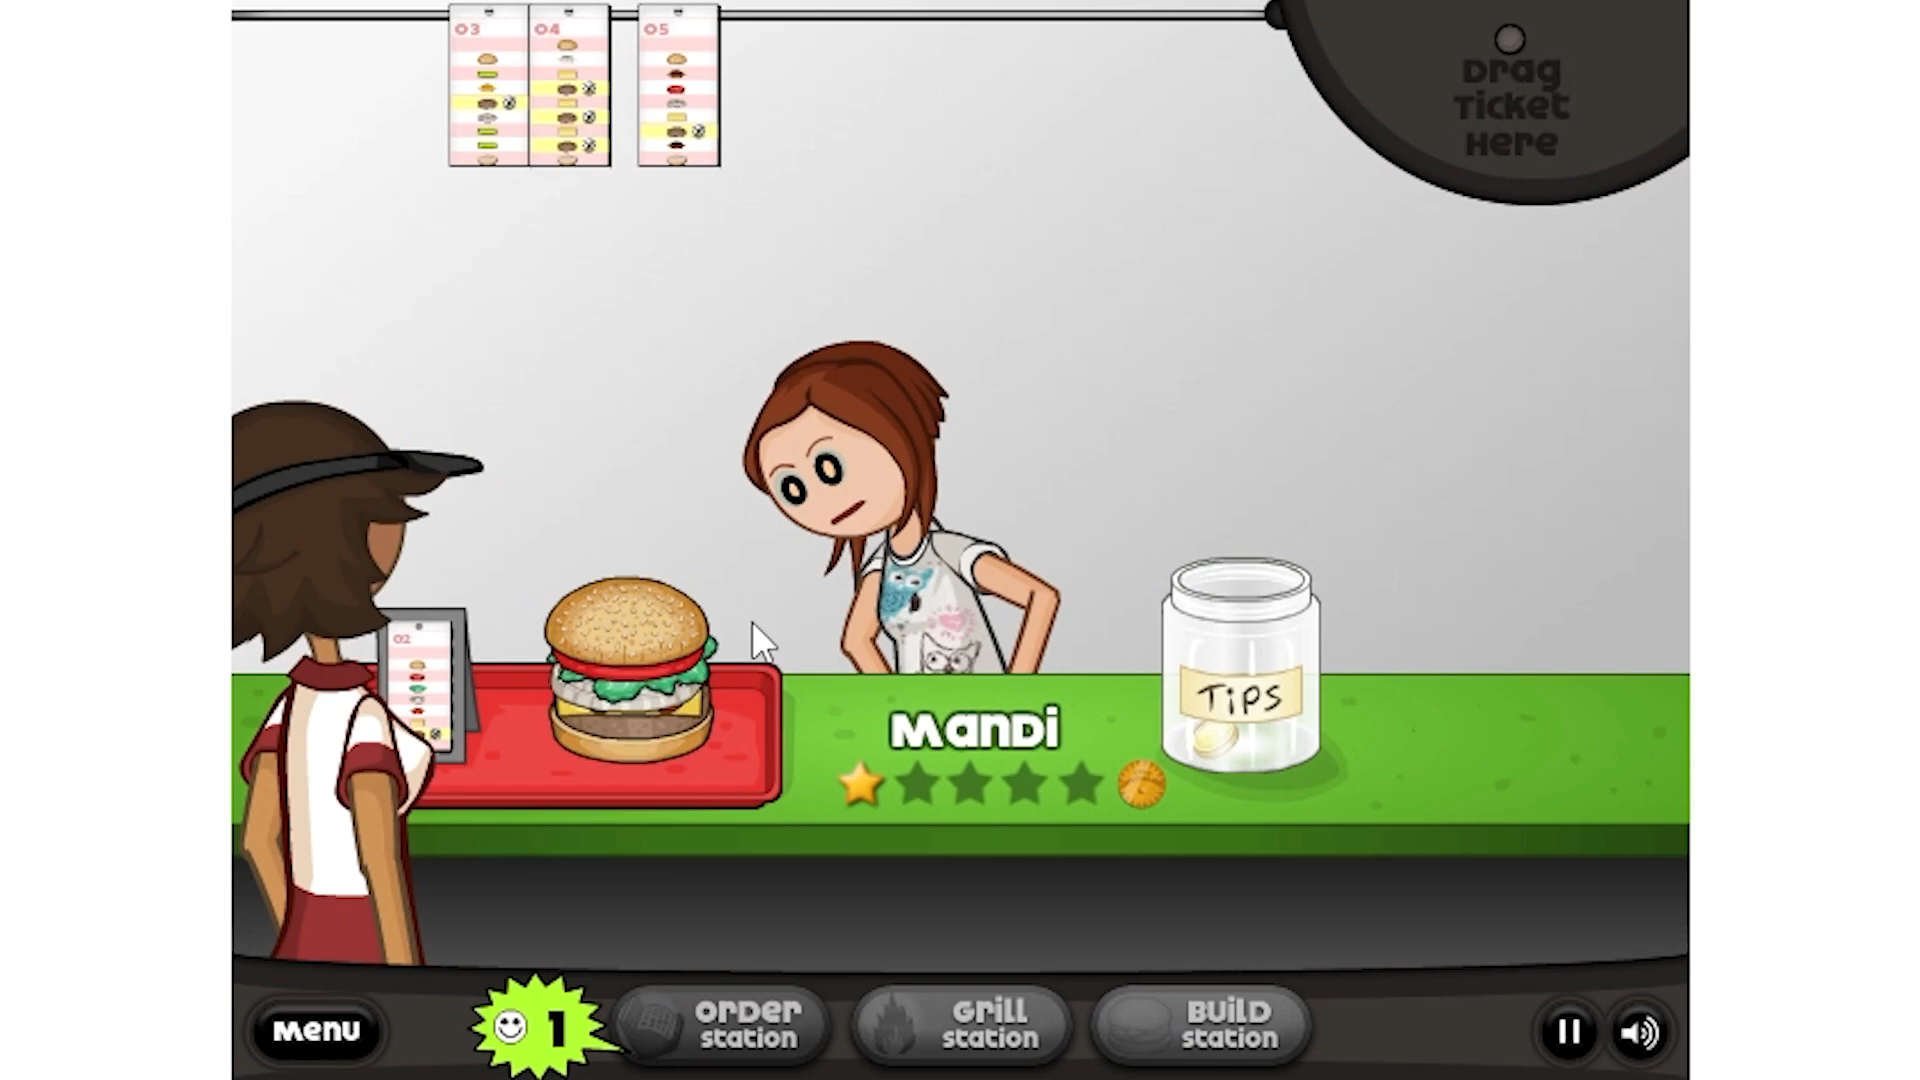 03
04
05
Drag
Ticket
Here
02
Tips
Mandi
Menu
1
Order
Station
Grill
Station
Build
Station